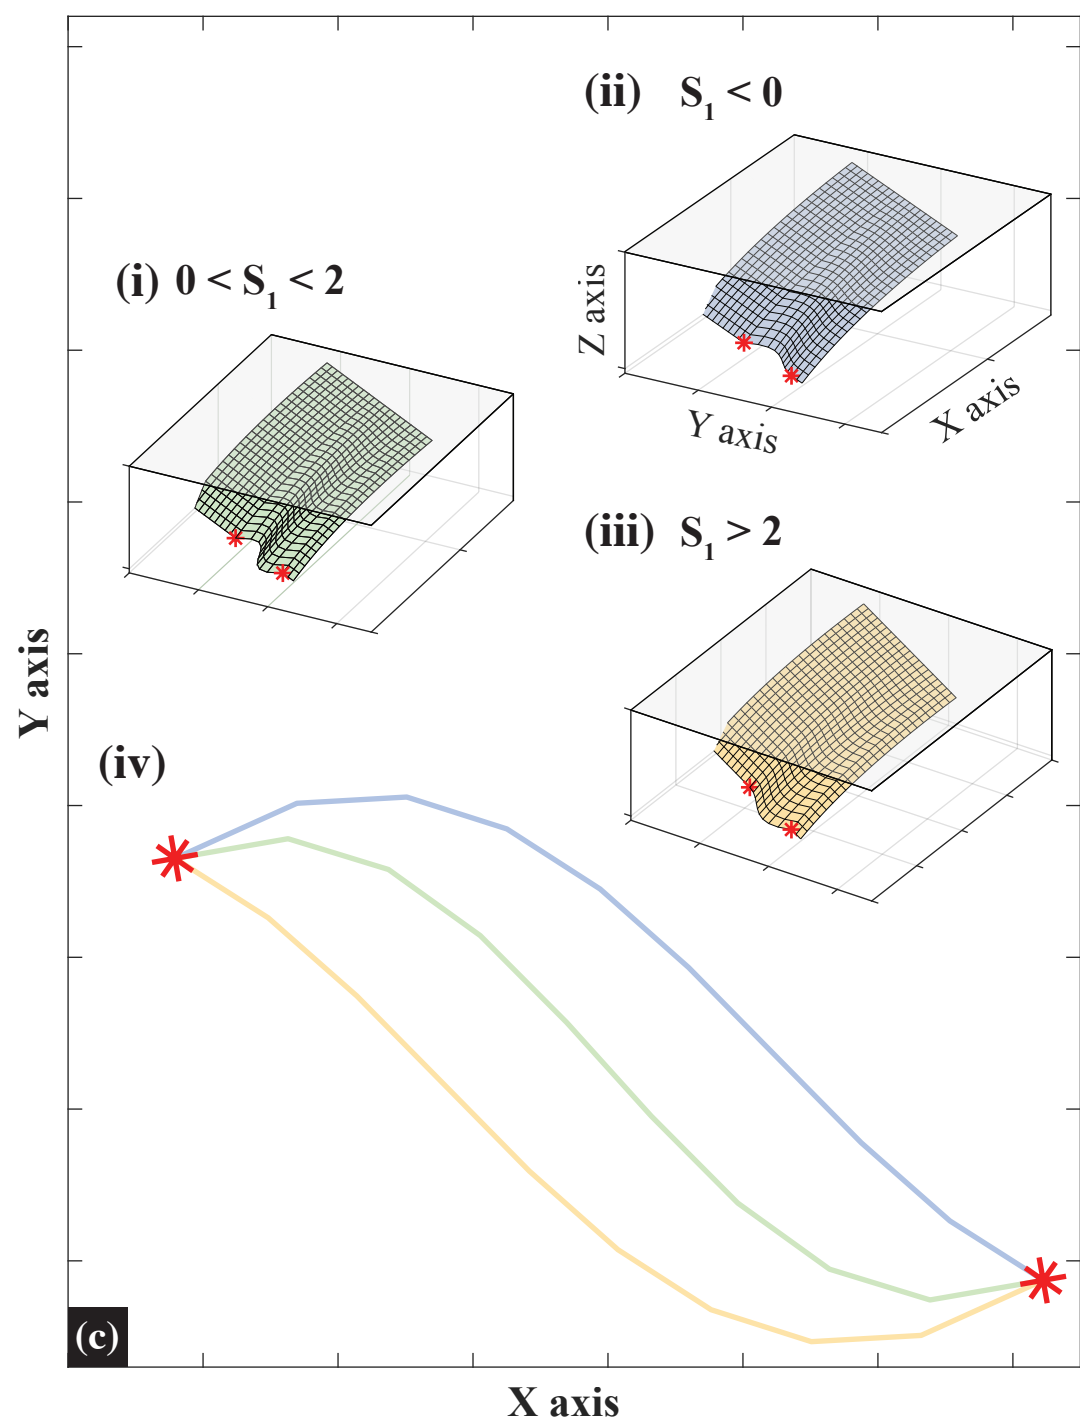 (ii) S₁ < 0
Z axis
Y axis
X axis
(i) 0 < S₁ < 2
(iii) S₁ > 2
(iv)
Y axis
(c)
X axis